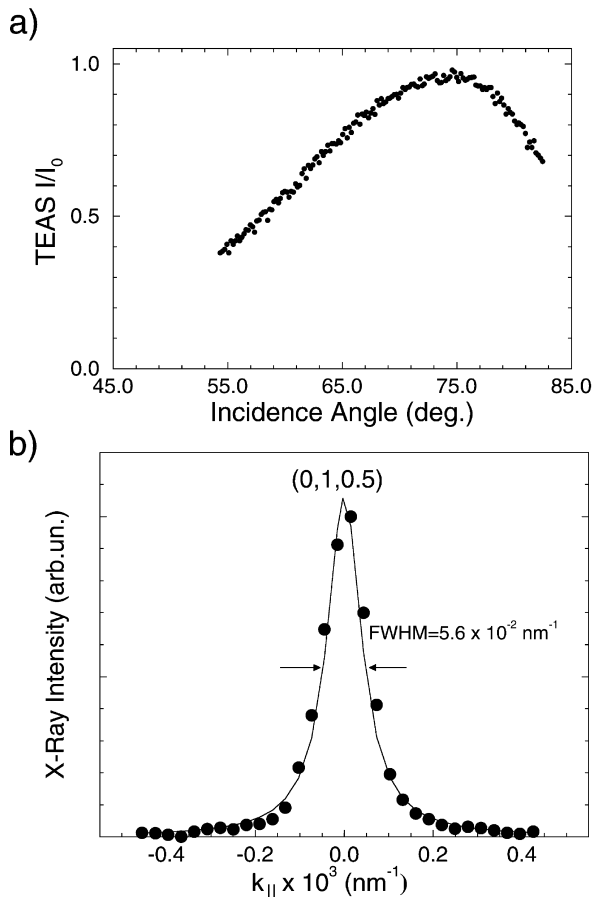 a)
TEAS I/I0
1.0
0.5
0.0
45.0 55.0 65.0 75.0 85.0
Incidence Angle (deg.)
b)
(0,1,0.5)
X-Ray Intensity (arb.un.)
FWHM=5.6 x 10-2 nm-1
-0.4 -0.2 0.0 0.2 0.4
k|| x 103 (nm-1)